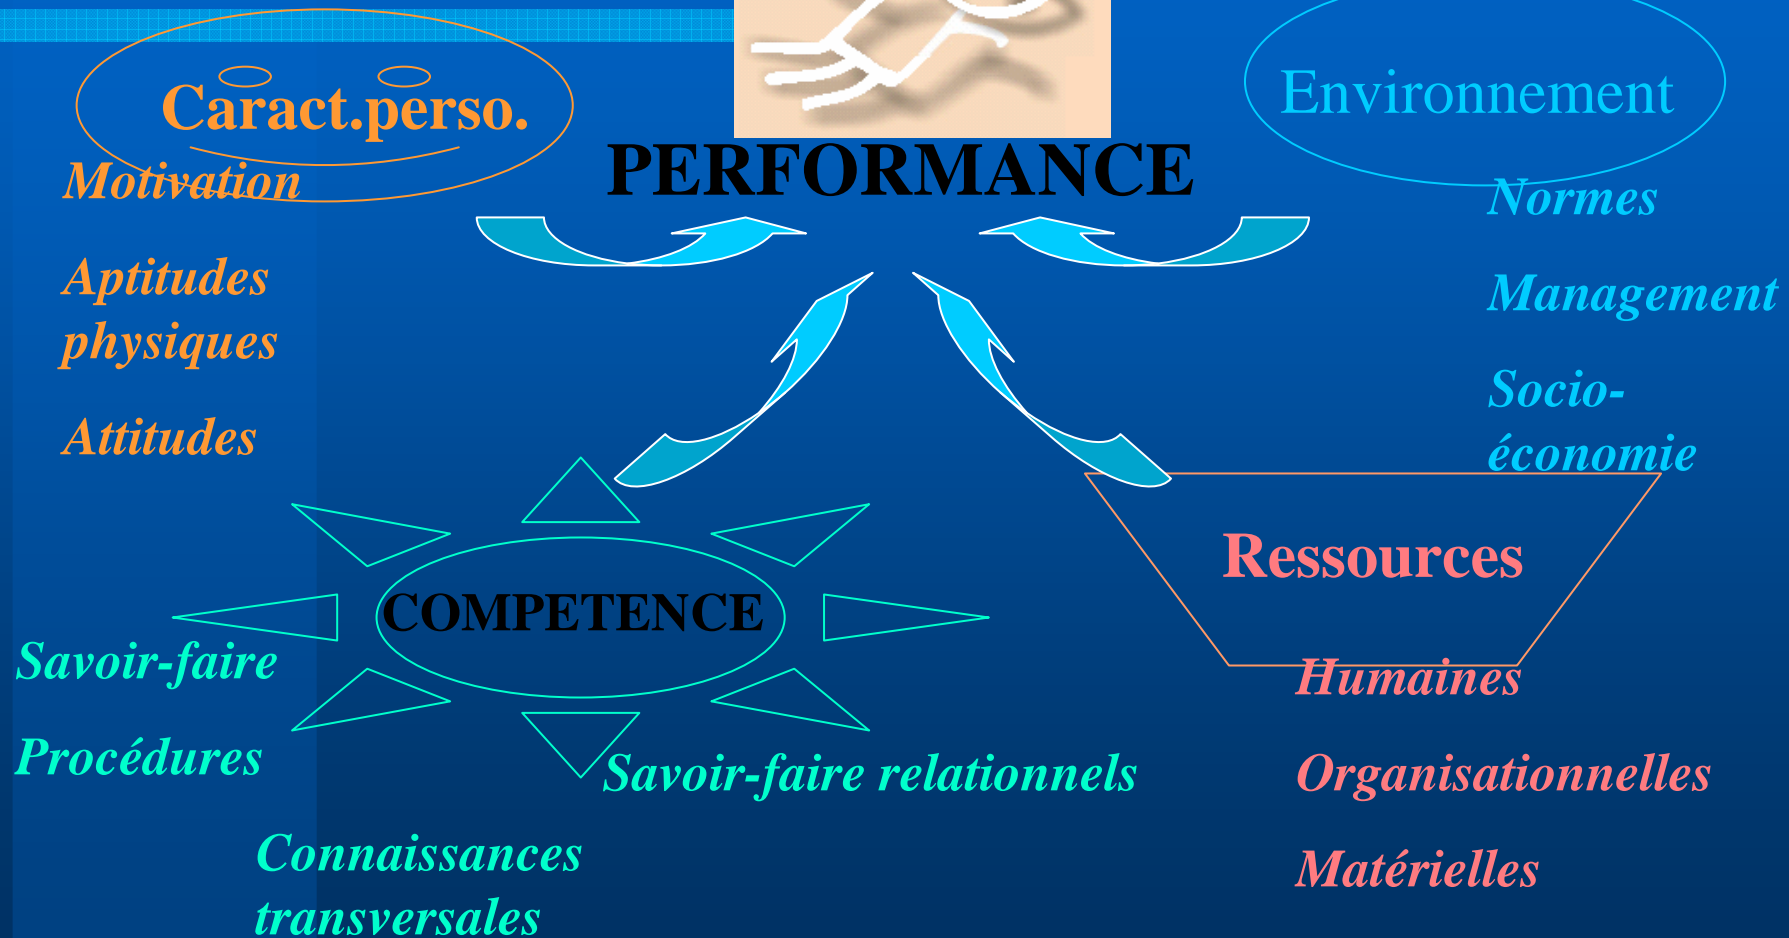 Caract.perso.
Motivation
Aptitudes
physiques
Attitudes
PERFORMANCE
Environnement
Normes
Management
Socio-
économie
COMPETENCE
Savoir-faire
Procédures
Savoir-faire relationnels
Connaissances
transversales
Ressources
Humaines
Organisationnelles
Matérielles